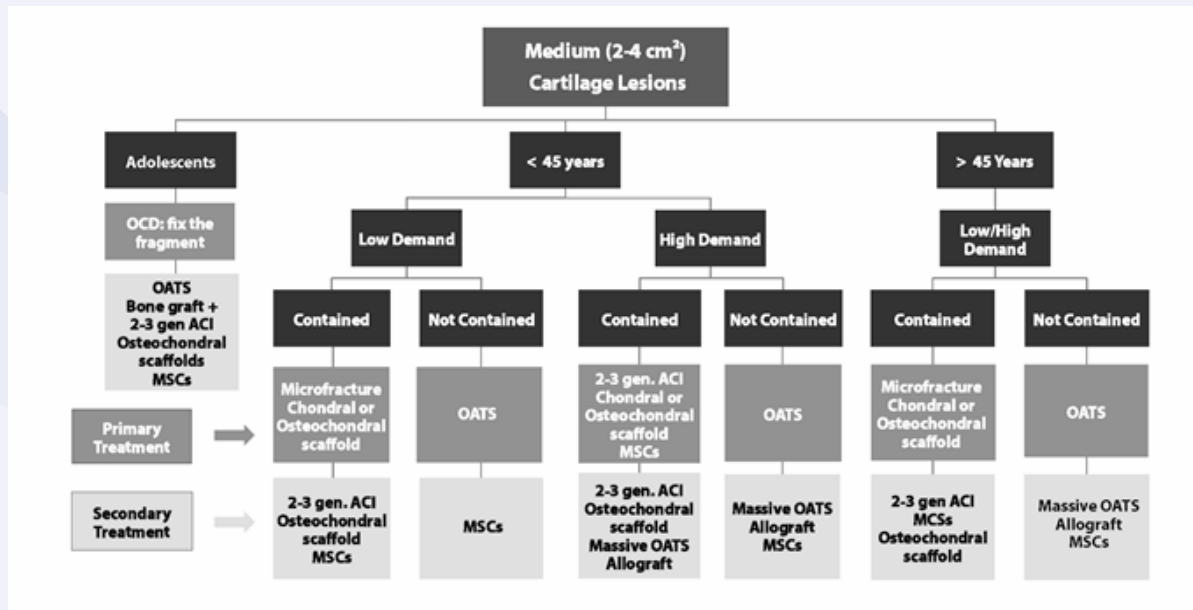 Medium (2-4 cm²)
Cartilage Lesions
Adolescents
< 45 years
> 45 Years
OCD: fix the
fragment
Low Demand
High Demand
Low/High
Demand
OATS
Bone graft +
2-3 gen ACI
Osteochondral
scaffolds
MSCs
Contained
Not Contained
Contained
Not Contained
Contained
Not Contained
Primary
Treatment
Microfracture
Chondral or
Osteochondral
scaffold
OATS
2-3 gen. ACI
Chondral or
Osteochondral
scaffold
MSCs
OATS
Microfracture
Chondral or
Osteochondral
scaffold
OATS
Secondary
Treatment
2-3 gen. ACI
Osteochondral
scaffold
MSCs
MSCs
2-3 gen. ACI
Osteochondral
scaffold
Massive OATS
Allograft
Massive OATS
Allograft
MSCs
2-3 gen ACI
MCSs
Osteochondral
scaffold
Massive OATS
Allograft
MSCs